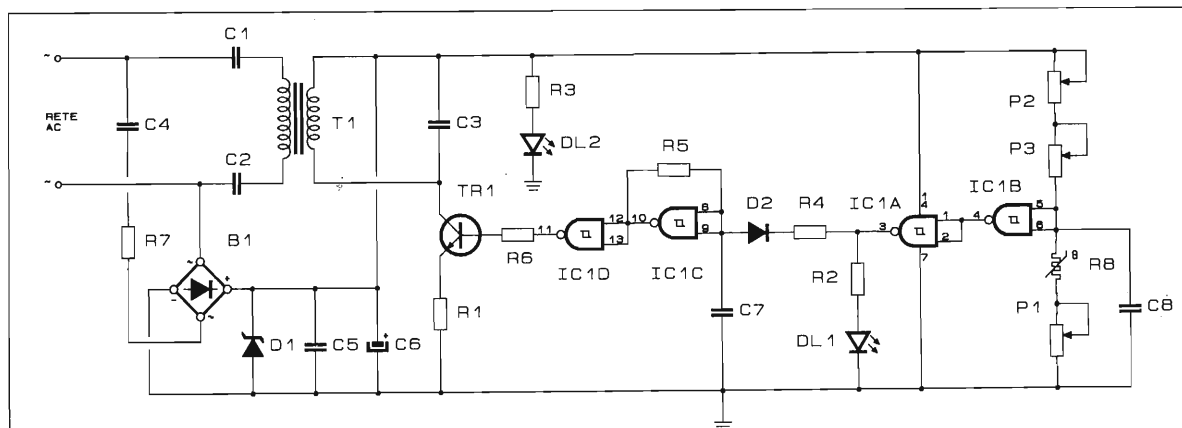 C1
~
P2
R3
RETE
AC
C4
T1
C3
DL2
R5
P3
C2
TR1
D2
R4
IC1A
IC1B
~
12
10
8
1
4
5
11
13
9
3
1
2
4
6
R7
B1
R6
IC1D
IC1C
7
R2
θ
R8
~
-
+
~
R1
C7
P1
C8
D1
C5
+
C6
DL1